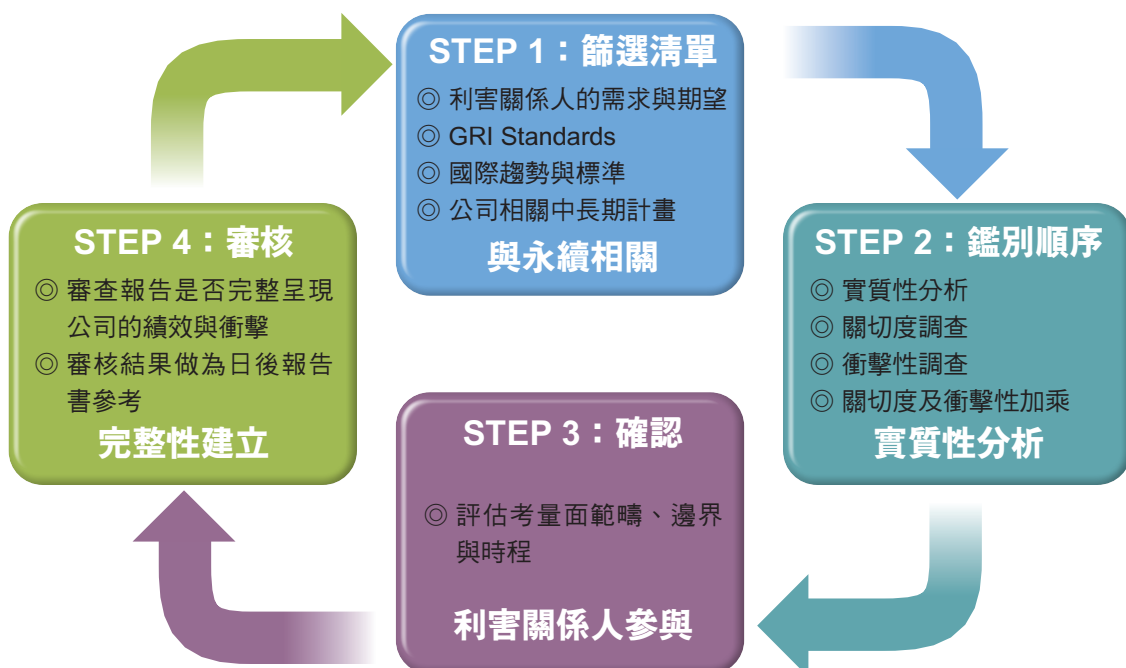 STEP 1：篩選清單
◎ 利害關係人的需求與期望
◎ GRI Standards
◎ 國際趨勢與標準
◎ 公司相關中長期計畫
與永續相關
STEP 2：鑑別順序
◎ 實質性分析
◎ 關切度調查
◎ 衝擊性調查
◎ 關切度及衝擊性加乘
實質性分析
STEP 3：確認
◎ 評估考量面範疇、邊界
與時程
利害關係人參與
STEP 4：審核
◎ 審查報告是否完整呈現
公司的績效與衝擊
◎ 審核結果做為日後報告
書參考
完整性建立